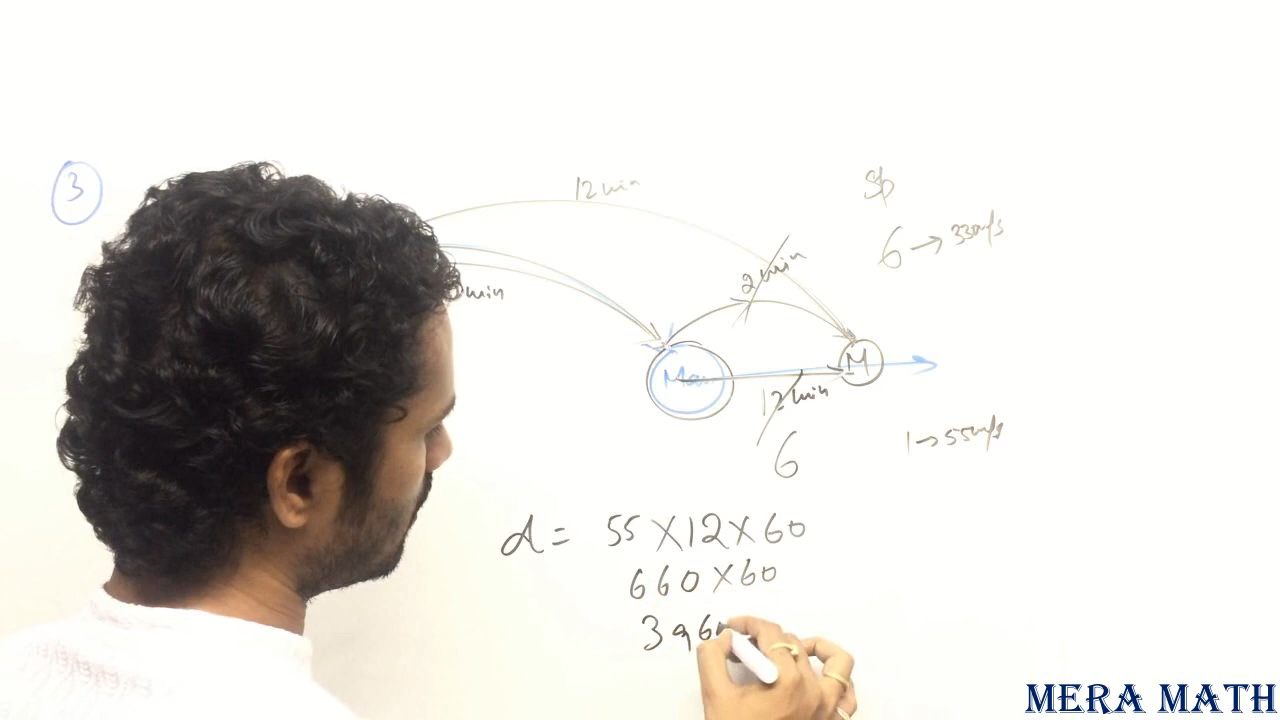 3
12 min
Sp
6 → 330m/s
2 min
min
Man
M
12 min
6
1 → 55m/s
d = 55 X 12 X 60
660 X 60
396
MERA MATH